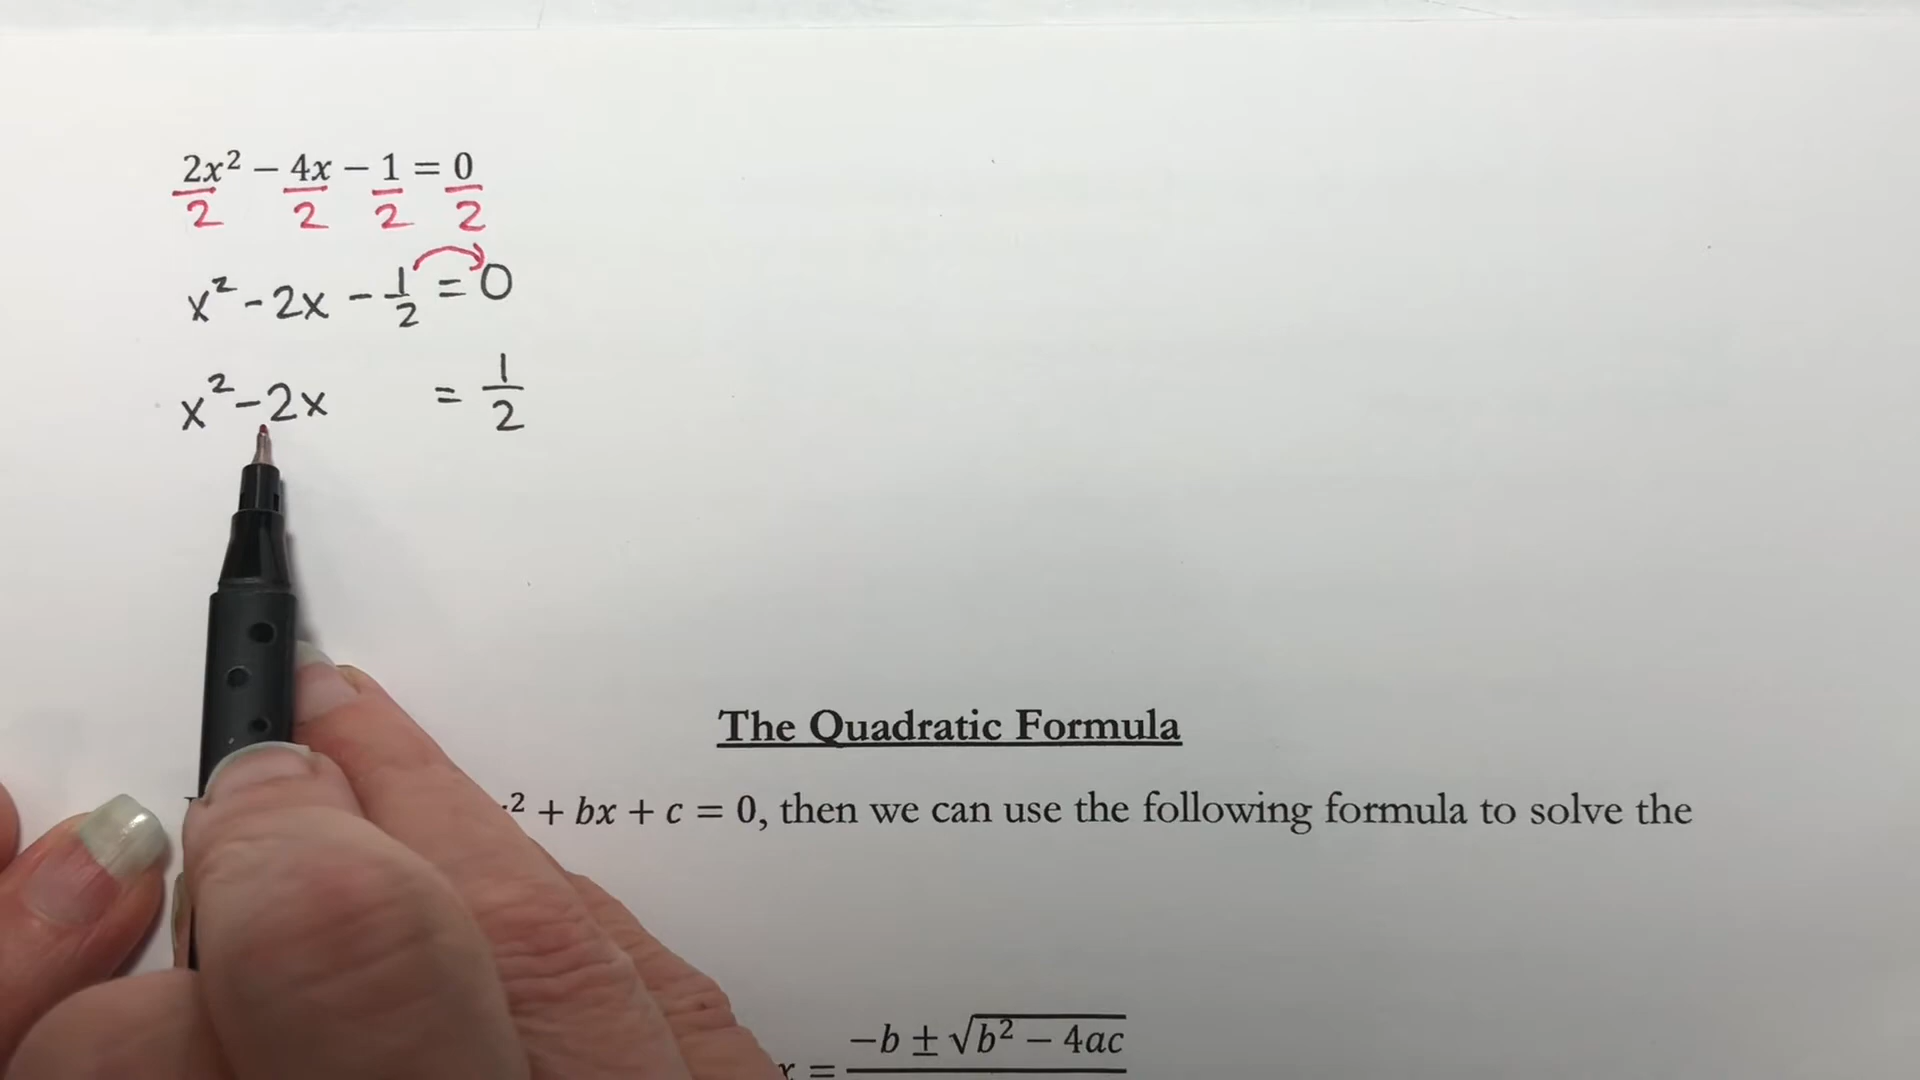 2x² − 4x − 1 = 0
2 2 2 2
x² - 2x - 1/2 = 0
x² - 2x = 1/2
The Quadratic Formula
² + bx + c = 0, then we can use the following formula to solve the
x = −b ± √b² − 4ac